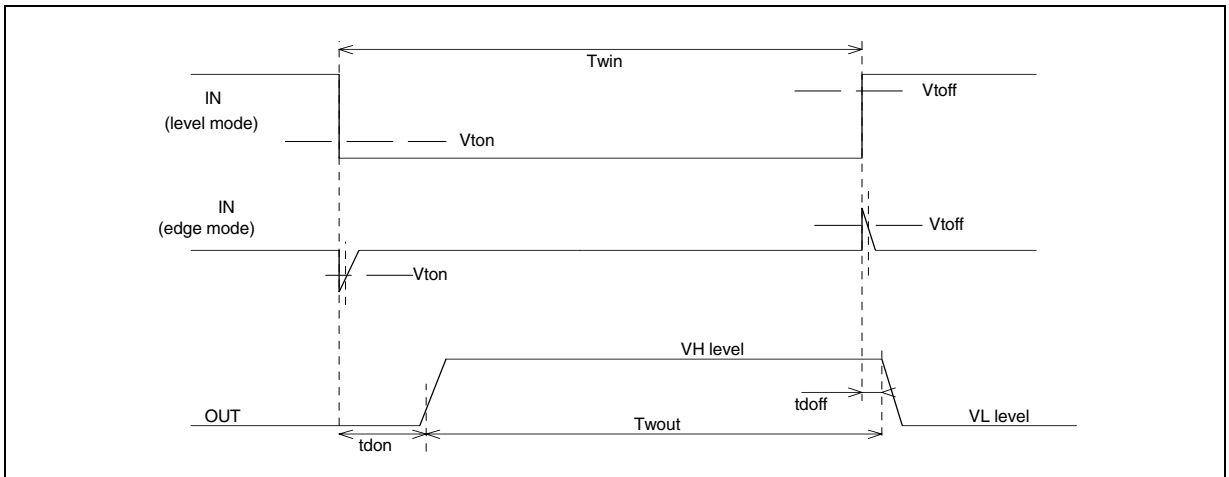 Twin
IN
(level mode)
Vtoff
Vton
IN
(edge mode)
Vtoff
Vton
VH level
tdoff
OUT
Twout
VL level
tdon